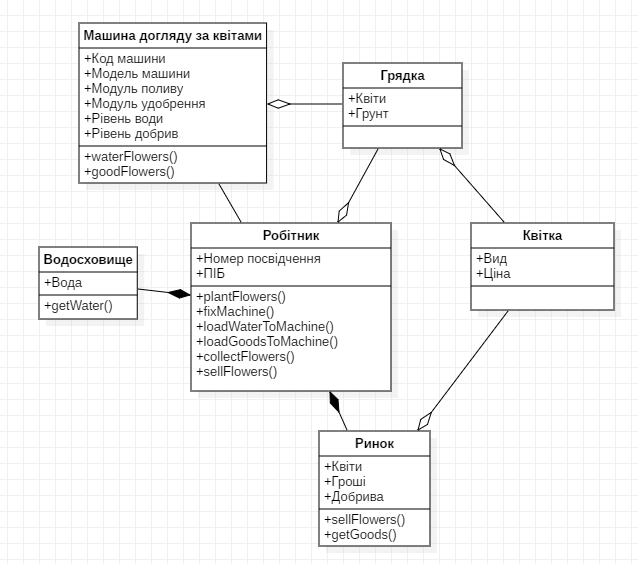 Машина догляду за квітами
+Код машини
+Модель машини
+Модуль поливу
+Модуль удобрення
+Рівень води
+Рівень добрив
+waterFlowers()
+goodFlowers()
Грядка
+Квіти
+Грунт
Робітник
+Номер посвідчення
+ПІБ
+plantFlowers()
+fixMachine()
+loadWaterToMachine()
+loadGoodsToMachine()
+collectFlowers()
+sellFlowers()
Квітка
+Вид
+Ціна
Водосховище
+Вода
+getWater()
Ринок
+Квіти
+Гроші
+Добрива
+sellFlowers()
+getGoods()